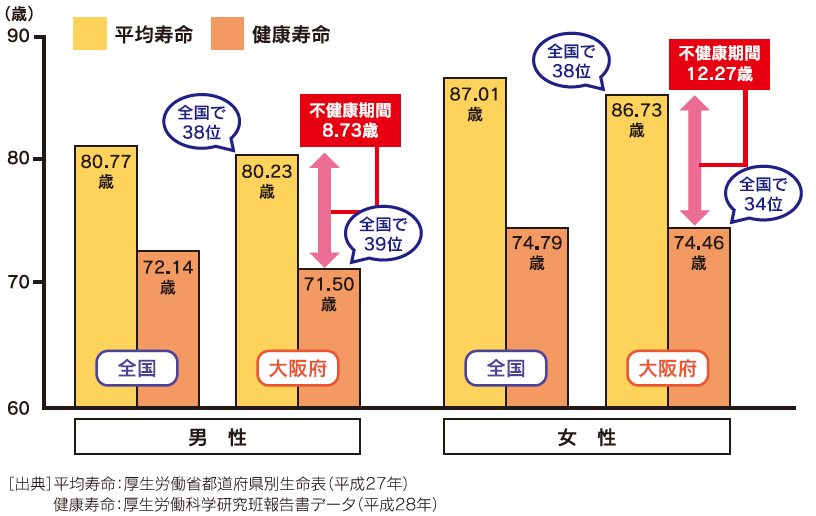 (歳)
90
80
70
60
平均寿命
健康寿命
80.77
歳
72.14
歳
全国
全国で
38位
80.23
歳
不健康期間
8.73歳
全国で
39位
71.50
歳
大阪府
男性
87.01
歳
74.79
歳
全国
全国で
38位
86.73
歳
不健康期間
12.27歳
全国で
34位
74.46
歳
大阪府
女性
[出典]平均寿命:厚生労働省都道府県別生命表(平成27年)
健康寿命:厚生労働科学研究班報告書データ(平成28年)